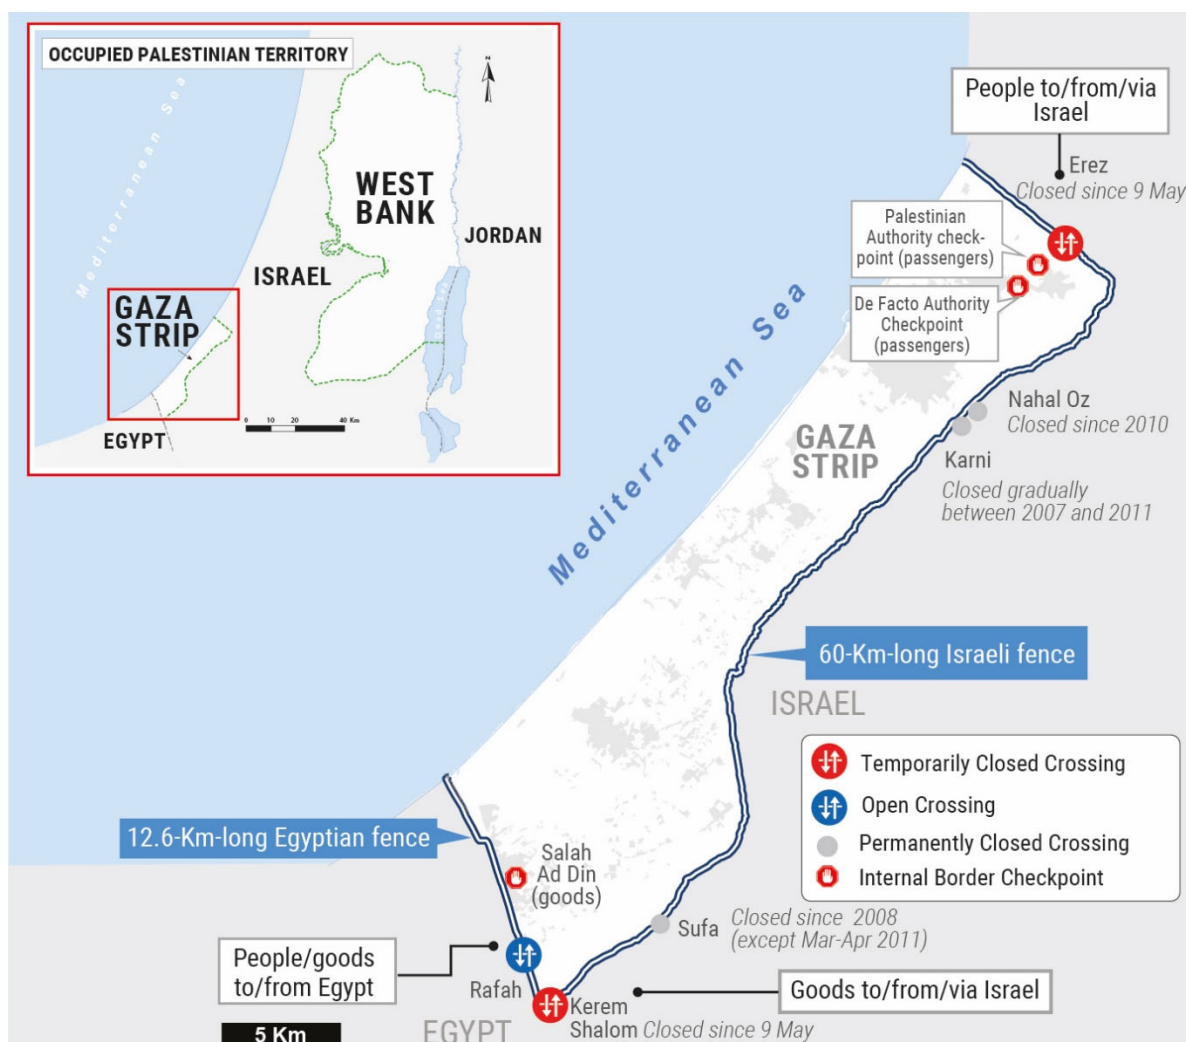 OCCUPIED PALESTINIAN TERRITORY
Mediterranean Sea
WEST
BANK
JORDAN
ISRAEL
GAZA
STRIP
EGYPT
0 10 20 40 Km
People to/from/via
Israel
Erez
Closed since 9 May
Palestinian
Authority check-
point (passengers)
De Facto Authority
Checkpoint
(passengers)
Mediterranean Sea
Nahal Oz
Closed since 2010
GAZA
STRIP
Karni
Closed gradually
between 2007 and 2011
60-Km-long Israeli fence
ISRAEL
Temporarily Closed Crossing
Open Crossing
Permanently Closed Crossing
Internal Border Checkpoint
12.6-Km-long Egyptian fence
Salah
Ad Din
(goods)
Sufa
Closed since 2008
(except Mar-Apr 2011)
People/goods
to/from Egypt
Rafah
Goods to/from/via Israel
Kerem
Shalom Closed since 9 May
EGYPT
5 Km